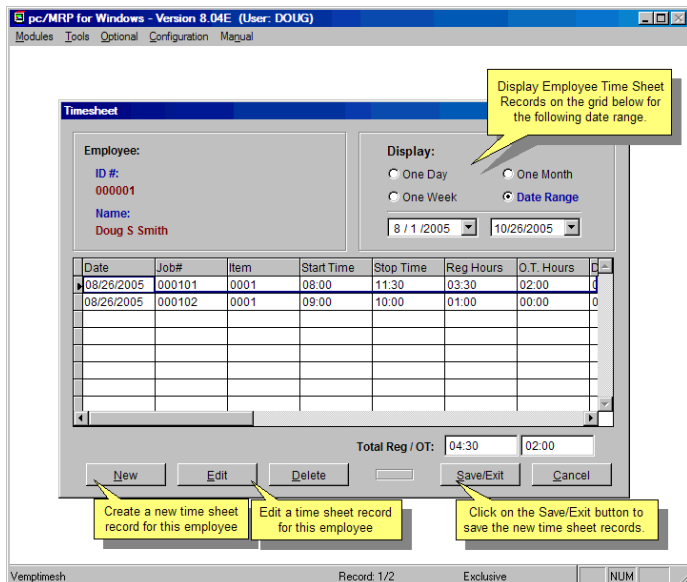 pc/MRP for Windows - Version 8.04E (User: DOUG)
Modules Tools Optional Configuration Manual
Display Employee Time Sheet
Records on the grid below for
the following date range.
Timesheet
Employee:
ID #:
000001
Name:
Doug S Smith
Display:
One Day One Month
One Week Date Range
8 / 1 /2005 10/26/2005
Date Job# Item Start Time Stop Time Reg Hours O.T. Hours D
08/26/2005 000101 0001 08:00 11:30 03:30 02:00 0
08/26/2005 000102 0001 09:00 10:00 01:00 00:00 0
Total Reg / OT: 04:30 02:00
New Edit Delete Save/Exit Cancel
Create a new time sheet
record for this employee
Edit a time sheet record
for this employee
Click on the Save/Exit button to
save the new time sheet records.
Vemptimesh Record: 1/2 Exclusive NUM